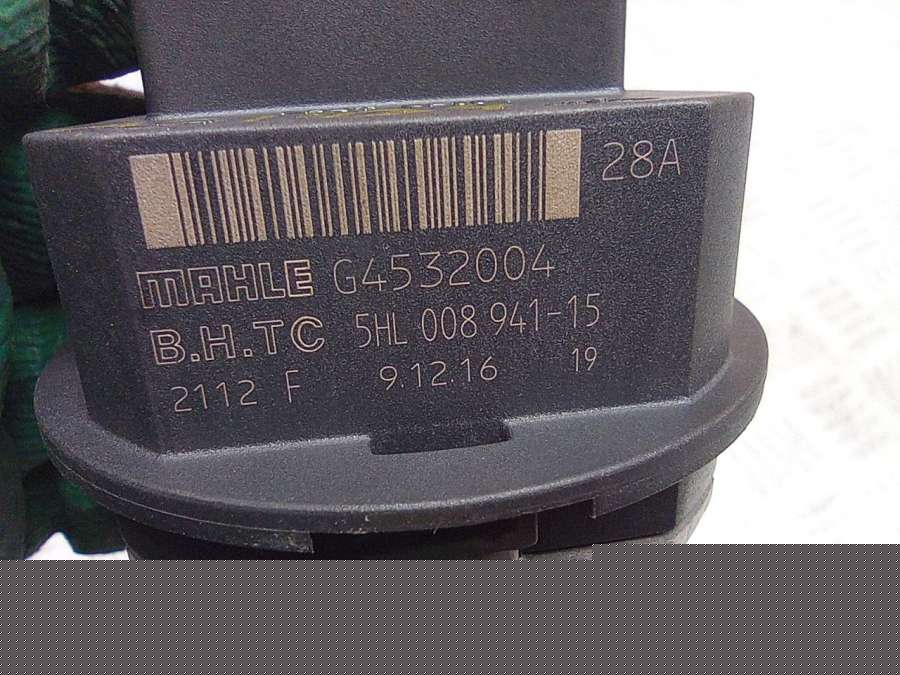 28A
MAHLE G4532004
B.H.TC 5HL 008 941-15
2112 F 9.12.16 19